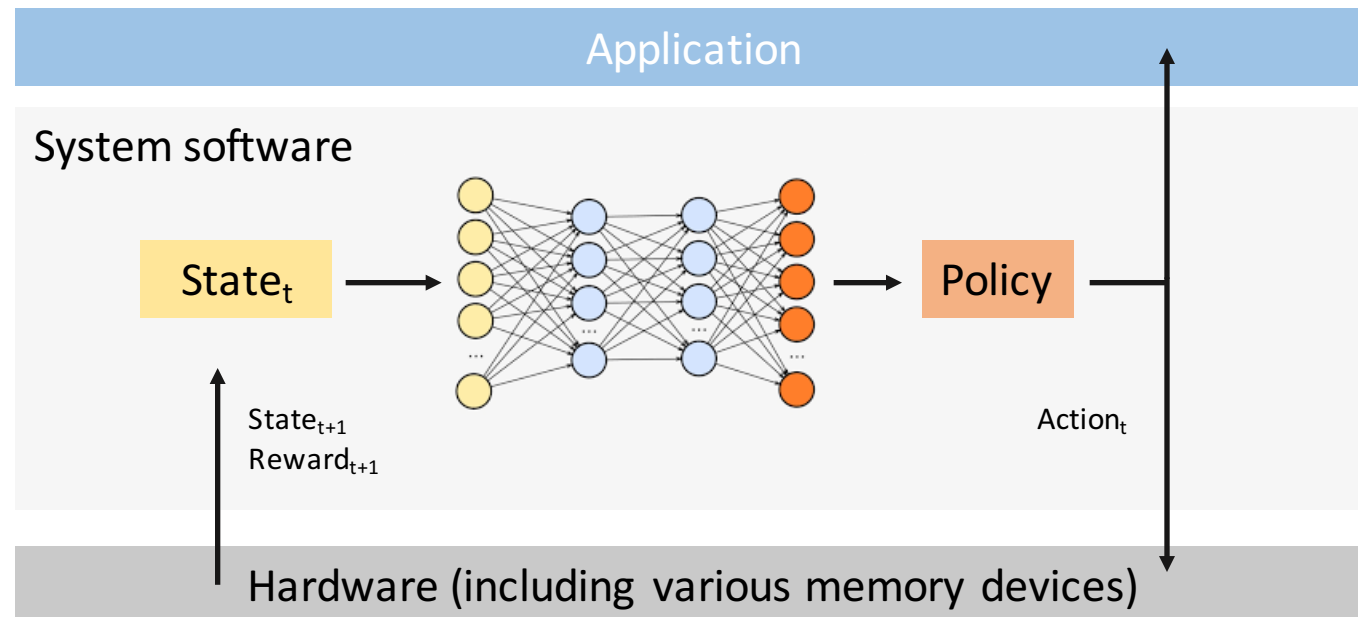 Application
System software
State_t
...
...
...
...
Policy
State_t+1
Reward_t+1
Action_t
Hardware (including various memory devices)